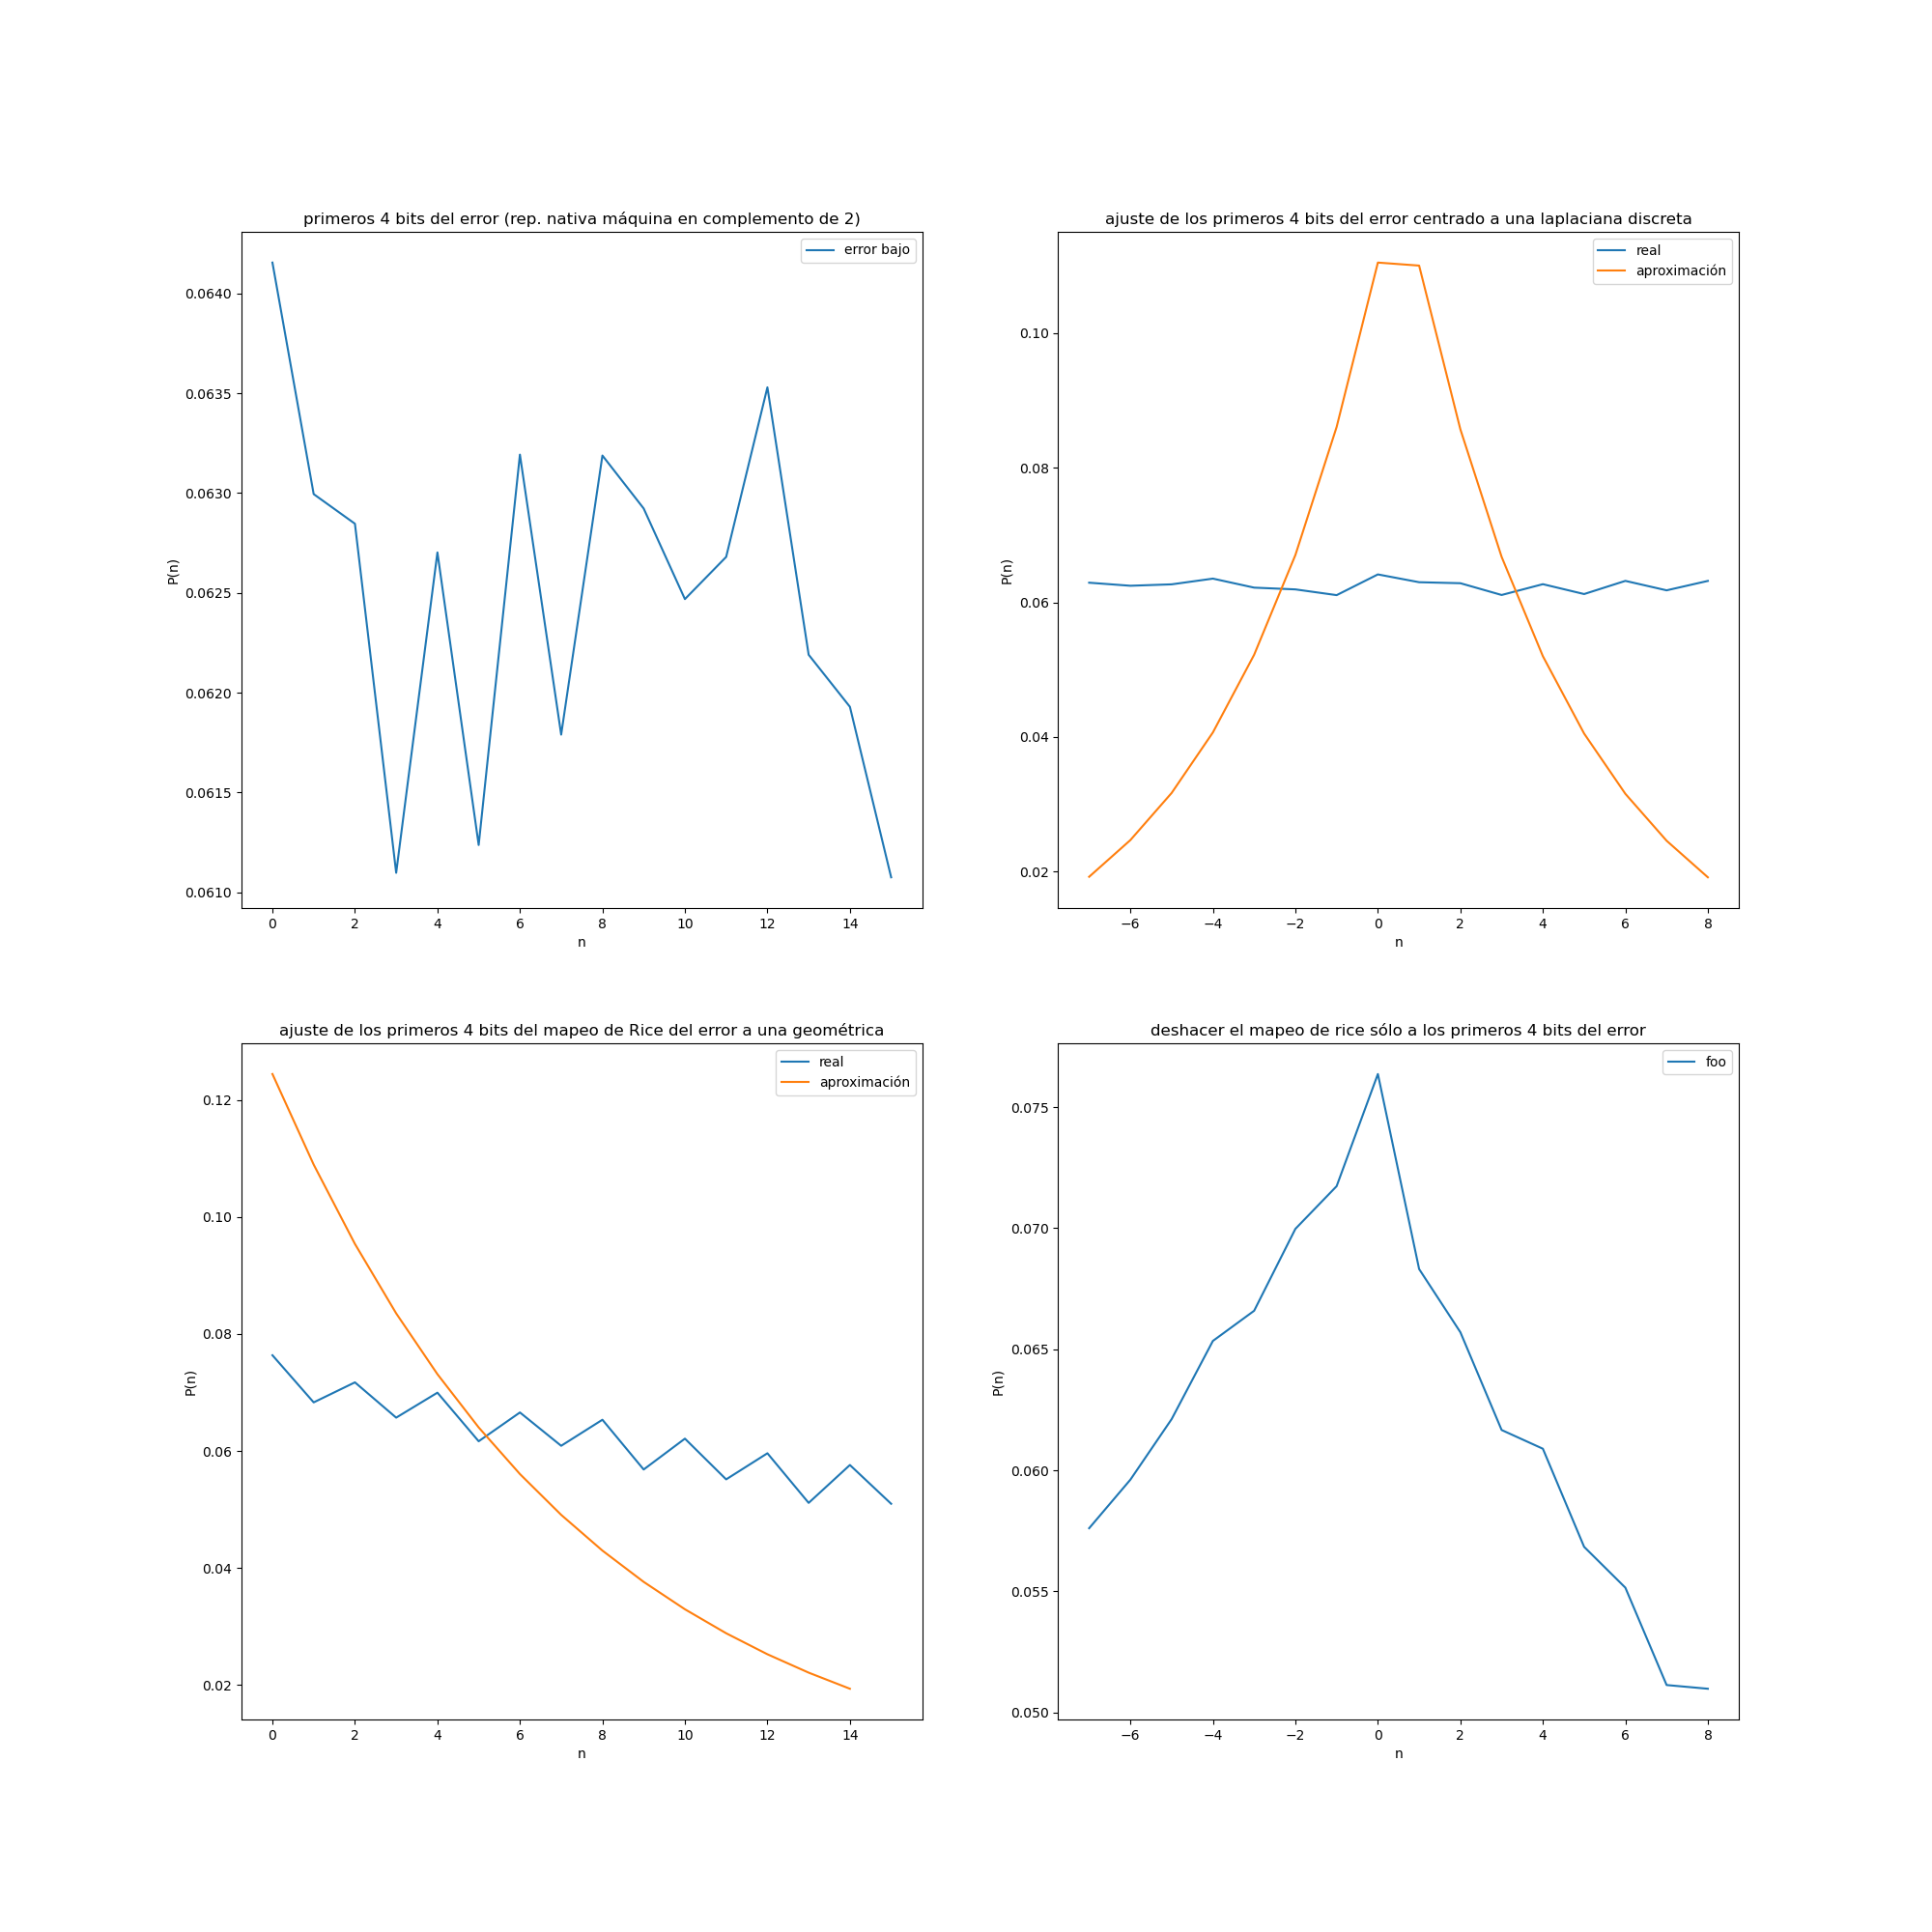 primeros 4 bits del error (rep. nativa máquina en complemento de 2)
error bajo
0.0640
0.0635
0.0630
0.0625
0.0620
0.0615
0.0610
P(n)
0 2 4 6 8 10 12 14
n
ajuste de los primeros 4 bits del error centrado a una laplaciana discreta
real
aproximación
0.10
0.08
0.06
0.04
0.02
P(n)
−6 −4 −2 0 2 4 6 8
n
ajuste de los primeros 4 bits del mapeo de Rice del error a una geométrica
real
aproximación
0.12
0.10
0.08
0.06
0.04
0.02
P(n)
0 2 4 6 8 10 12 14
n
deshacer el mapeo de rice sólo a los primeros 4 bits del error
foo
0.075
0.070
0.065
0.060
0.055
0.050
P(n)
−6 −4 −2 0 2 4 6 8
n